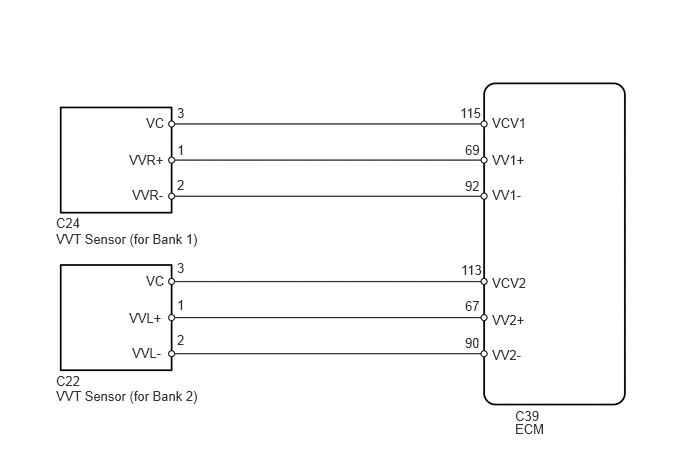 3 115
VC VCV1
1 69
VVR+ VV1+
2 92
VVR- VV1-
C24
VVT Sensor (for Bank 1)
3 113
VC VCV2
1 67
VVL+ VV2+
2 90
VVL- VV2-
C22
VVT Sensor (for Bank 2)
C39
ECM